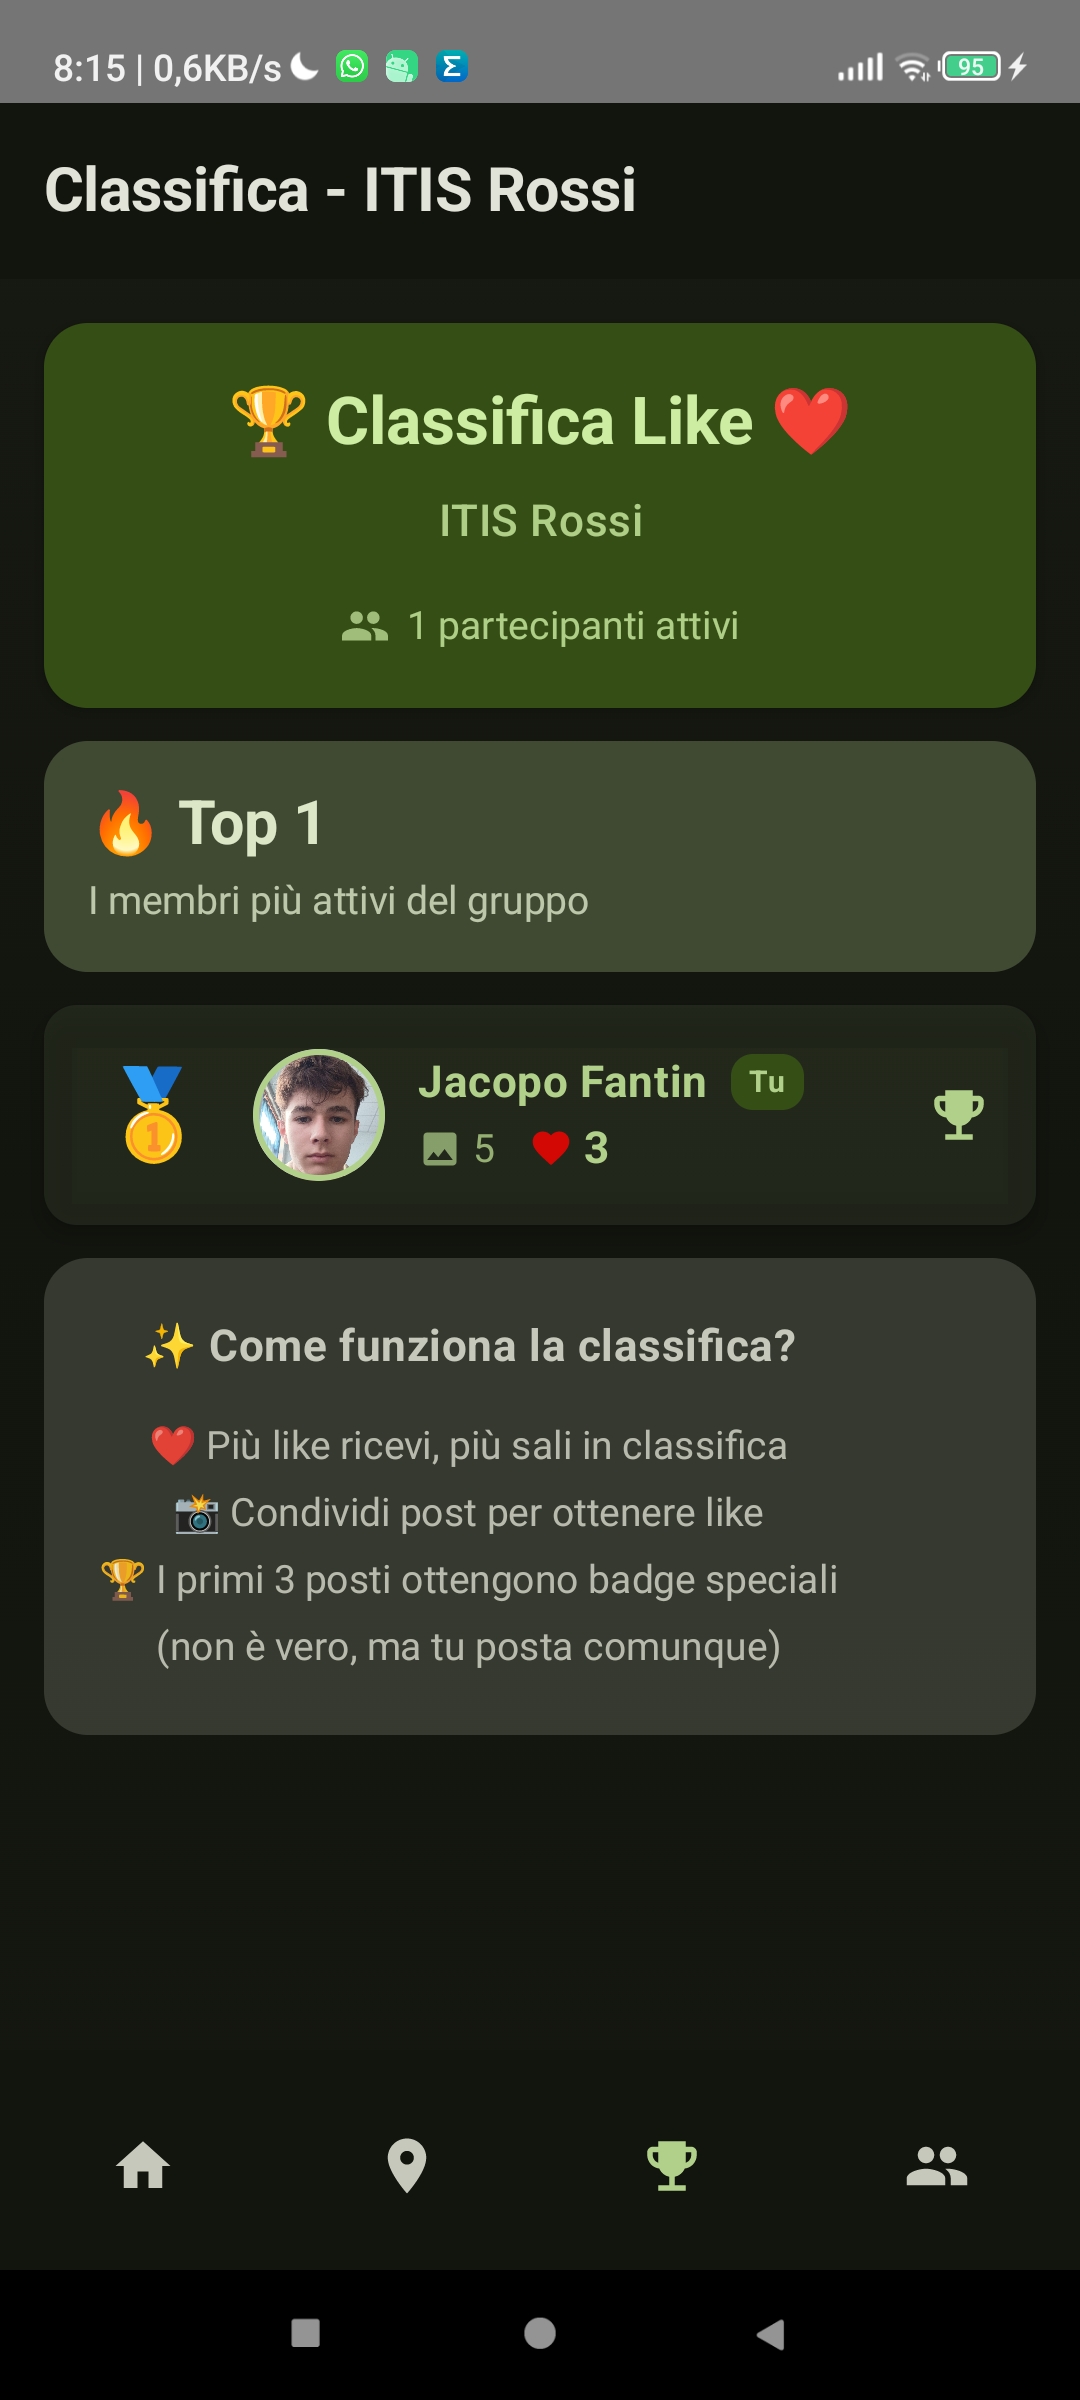 8:15 | 0,6KB/s
95
Classifica - ITIS Rossi
🏆 Classifica Like ❤️
ITIS Rossi
1 partecipanti attivi
🔥 Top 1
I membri più attivi del gruppo
Jacopo Fantin Tu
5 3
✨ Come funziona la classifica?
❤️ Più like ricevi, più sali in classifica
📸 Condividi post per ottenere like
🏆 I primi 3 posti ottengono badge speciali
(non è vero, ma tu posta comunque)